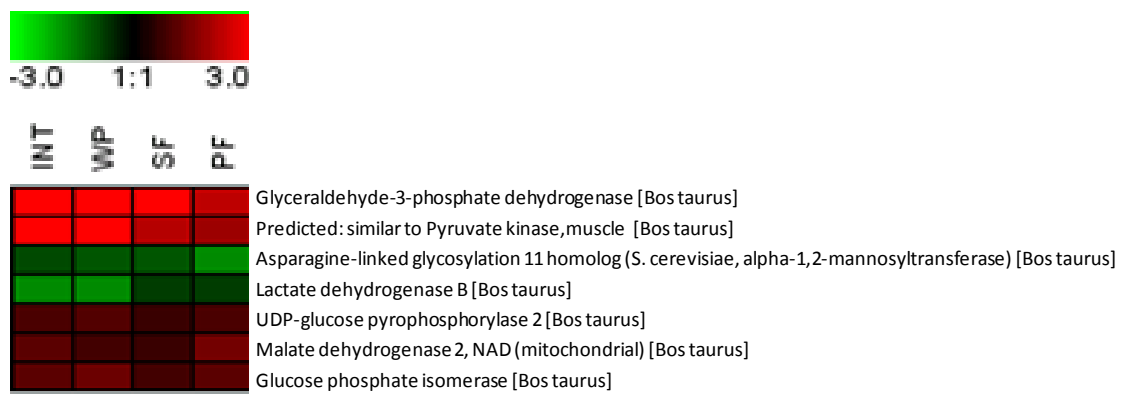 -3.0 1:1 3.0
INT WP SF PF
Glyceraldehyde-3-phosphate dehydrogenase [Bos taurus]
Predicted: similar to Pyruvate kinase, muscle [Bos taurus]
Asparagine-linked glycosylation 11 homolog (S. cerevisiae, alpha-1,2-mannosyltransferase) [Bos taurus]
Lactate dehydrogenase B [Bos taurus]
UDP-glucose pyrophosphorylase 2 [Bos taurus]
Malate dehydrogenase 2, NAD (mitochondrial) [Bos taurus]
Glucose phosphate isomerase [Bos taurus]